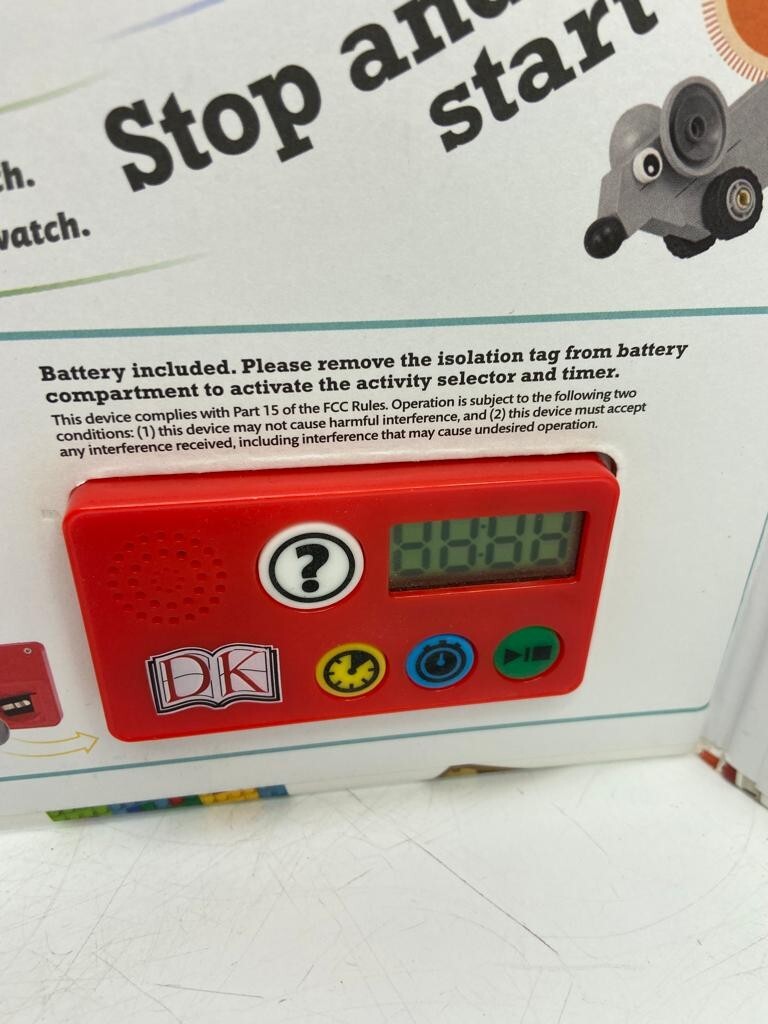 Stop and
start
ch.
watch.
Battery included. Please remove the isolation tag from battery
compartment to activate the activity selector and timer.
This device complies with Part 15 of the FCC Rules. Operation is subject to the following two
conditions: (1) this device may not cause harmful interference, and (2) this device must accept
any interference received, including interference that may cause undesired operation.
?
DK